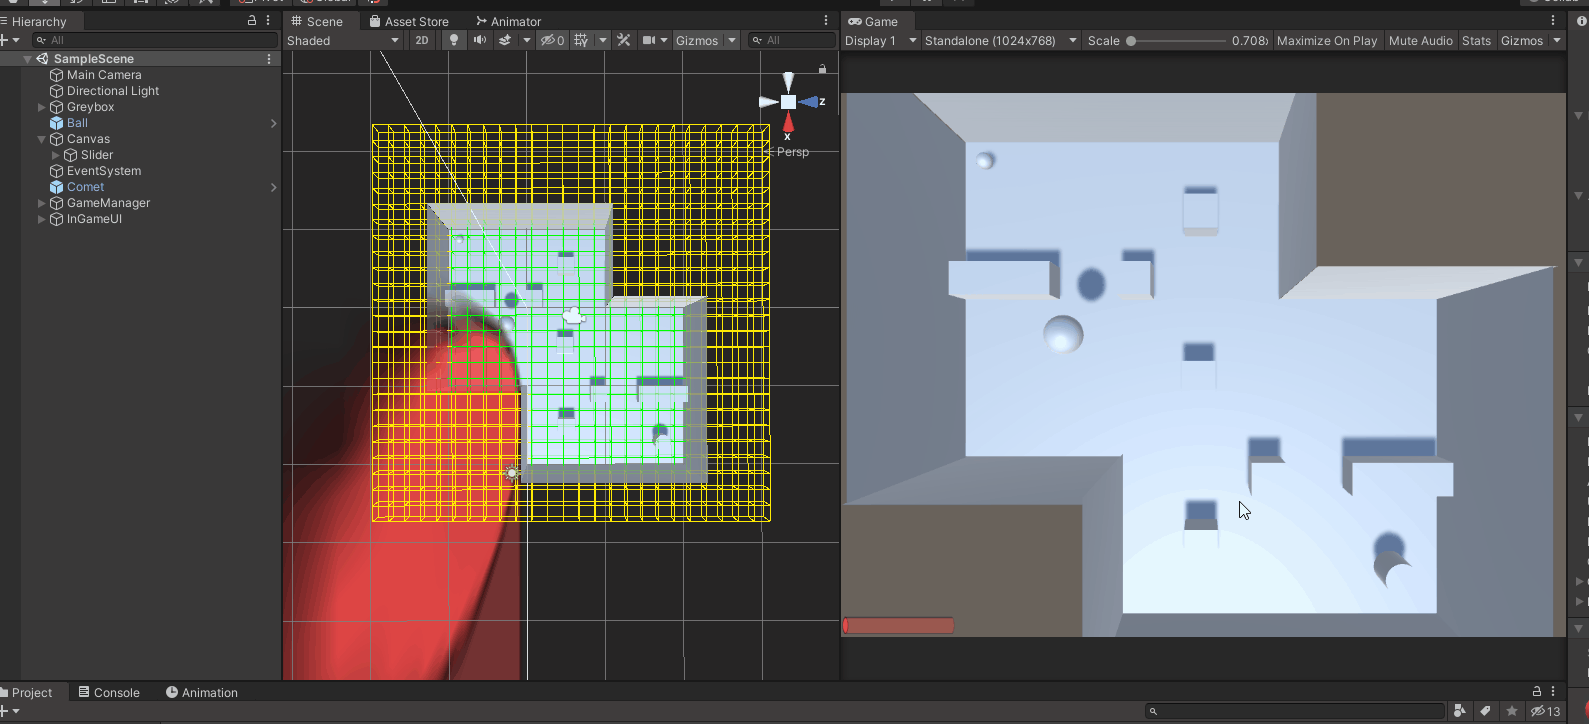 Hierarchy
All
SampleScene
Main Camera
Directional Light
Greybox
Ball
Canvas
Slider
EventSystem
Comet
GameManager
InGameUI
Scene
Asset Store
Animator
Shaded
2D
0
Gizmos
All
z
x
Persp
Game
Display 1
Standalone (1024x768)
Scale
0.708x
Maximize On Play
Mute Audio
Stats
Gizmos
Project
Console
Animation
13